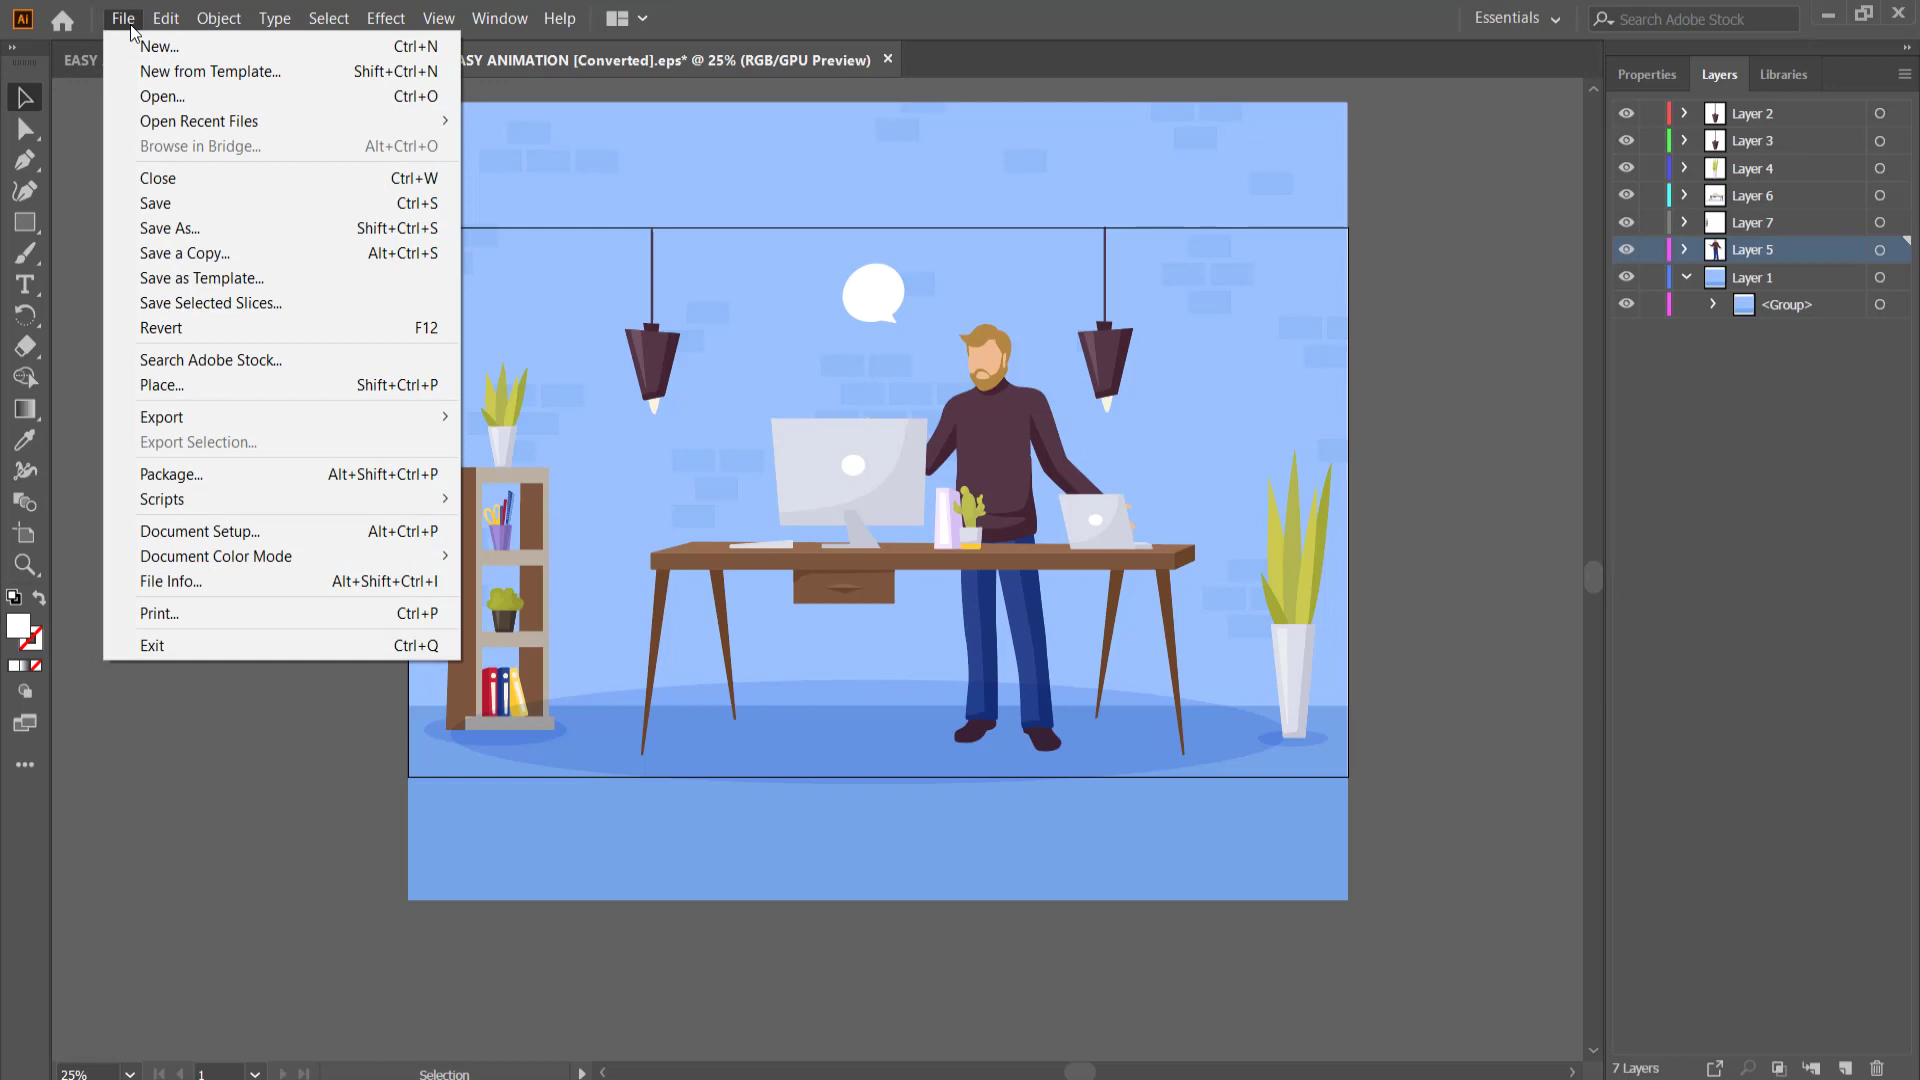 Ai File Edit Object Type Select Effect View Window Help Essentials Search Adobe Stock
EASY ASY ANIMATION [Converted].eps* @ 25% (RGB/GPU Preview)
New... Ctrl+N
New from Template... Shift+Ctrl+N
Open... Ctrl+O
Open Recent Files
Browse in Bridge... Alt+Ctrl+O
Close Ctrl+W
Save Ctrl+S
Save As... Shift+Ctrl+S
Save a Copy... Alt+Ctrl+S
Save as Template...
Save Selected Slices...
Revert F12
Search Adobe Stock...
Place... Shift+Ctrl+P
Export
Export Selection...
Package... Alt+Shift+Ctrl+P
Scripts
Document Setup... Alt+Ctrl+P
Document Color Mode
File Info... Alt+Shift+Ctrl+I
Print... Ctrl+P
Exit Ctrl+Q
Properties Layers Libraries
Layer 2
Layer 3
Layer 4
Layer 6
Layer 7
Layer 5
Layer 1
<Group>
25% 1 Selection
7 Layers